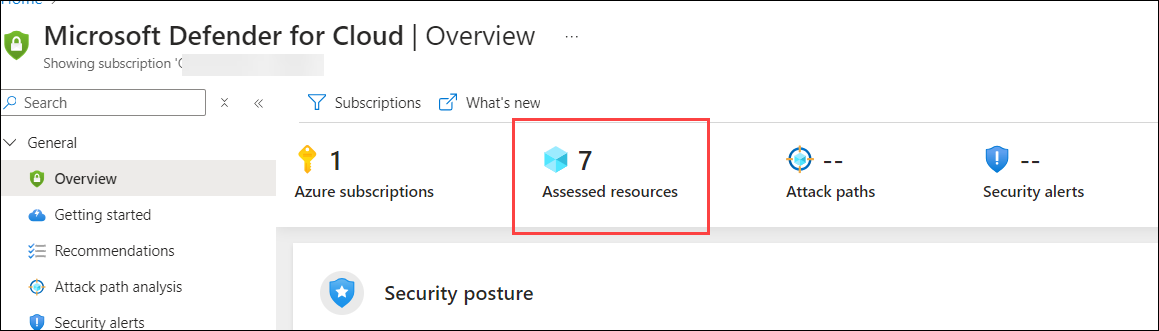 Home
Microsoft Defender for Cloud | Overview ...
Showing subscription '
Search
Subscriptions
What's new
General
Overview
Getting started
Recommendations
Attack path analysis
Security alerts
1
Azure subscriptions
7
Assessed resources
--
Attack paths
--
Security alerts
Security posture